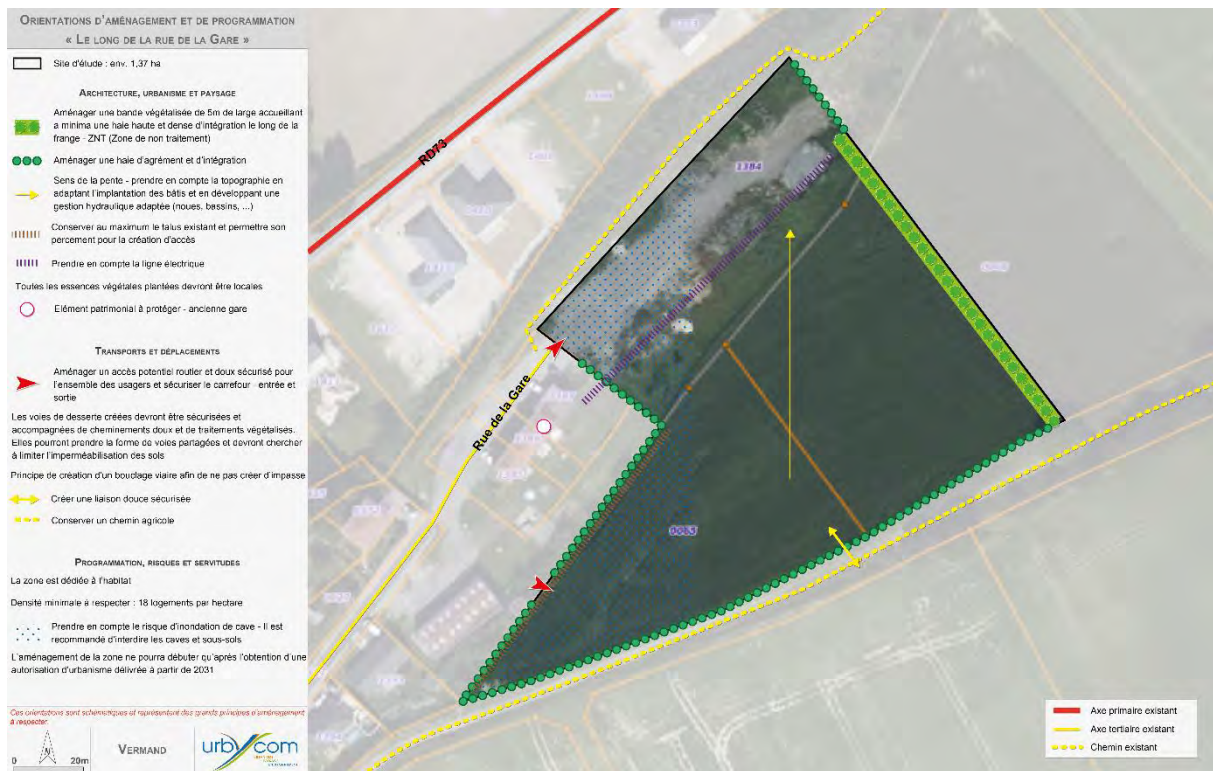 ORIENTATIONS D'AMÉNAGEMENT ET DE PROGRAMMATION
« LE LONG DE LA RUE DE LA GARE »
Site d'étude : env. 1,37 ha
ARCHITECTURE, URBANISME ET PAYSAGE
Aménager une bande végétalisée de 5m de large accueillant
a minima une haie haute et dense d'intégration le long de la
frange - ZNT (Zone de non traitement)
Aménager une haie d'agrément et d'intégration
Sens de la pente - prendre en compte la topographie en
adaptant l'implantation des bâtis et en développant une
gestion hydraulique adaptée (noues, bassins, ...)
Conserver au maximum le talus existant et permettre son
percement pour la création d'accès
Prendre en compte la ligne électrique
Toutes les essences végétales plantées devront être locales
Elément patrimonial à protéger - ancienne gare
TRANSPORTS ET DÉPLACEMENTS
Aménager un accès potentiel routier et doux sécurisé pour
l'ensemble des usagers et sécuriser le carrefour - entrée et
sortie
Les voies de desserte créées devront être sécurisées et
accompagnées de cheminements doux et de traitements végétalisés.
Elles pourront prendre la forme de voies partagées et devront chercher
à limiter l'imperméabilisation des sols
Principe de création d'un bouclage viaire afin de ne pas créer d'impasse
Créer une liaison douce sécurisée
Conserver un chemin agricole
PROGRAMMATION, RISQUES ET SERVITUDES
La zone est dédiée à l'habitat
Densité minimale à respecter : 18 logements par hectare
Prendre en compte le risque d'inondation de cave - Il est
recommandé d'interdire les caves et sous-sols
L'aménagement de la zone ne pourra débuter qu'après l'obtention d'une
autorisation d'urbanisme délivrée à partir de 2031
Ces orientations sont schématiques et représentent des grands principes d'aménagement
à respecter.
N
0 20m
VERMAND
urbycom
RD73
Rue de la Gare
1384
Axe primaire existant
Axe tertiaire existant
Chemin existant